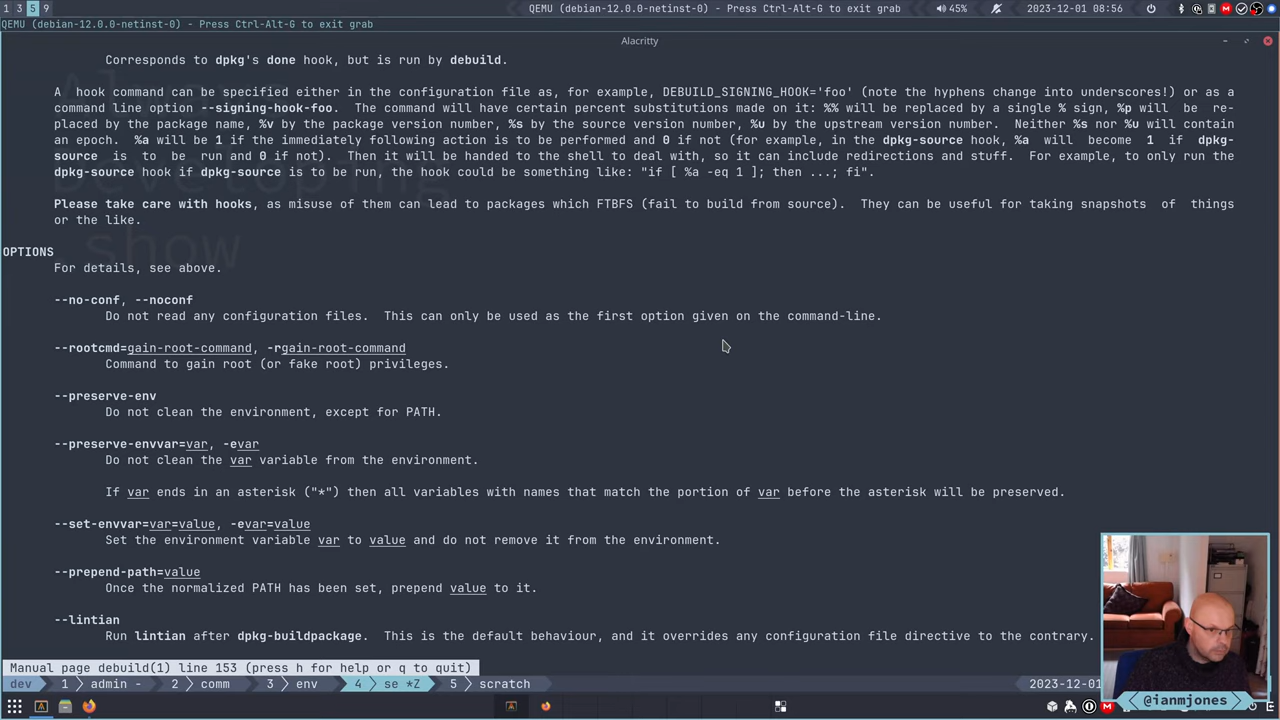 1 3 5 9
QEMU (debian-12.0.0-netinst-0) - Press Ctrl-Alt-G to exit grab
45%
2023-12-01 08:56
QEMU (debian-12.0.0-netinst-0) - Press Ctrl-Alt-G to exit grab
Alacritty
Corresponds to dpkg's done hook, but is run by debuild.
A hook command can be specified either in the configuration file as, for example, DEBUILD_SIGNING_HOOK='foo' (note the hyphens change into underscores!) or as a
command line option --signing-hook-foo. The command will have certain percent substitutions made on it: %% will be replaced by a single % sign, %p will be re-
placed by the package name, %v by the package version number, %s by the source version number, %u by the upstream version number. Neither %s nor %u will contain
an epoch. %a will be 1 if the immediately following action is to be performed and 0 if not (for example, in the dpkg-source hook, %a will become 1 if dpkg-
source is to be run and 0 if not). Then it will be handed to the shell to deal with, so it can include redirections and stuff. For example, to only run the
dpkg-source hook if dpkg-source is to be run, the hook could be something like: "if [ %a -eq 1 ]; then ...; fi".
Please take care with hooks, as misuse of them can lead to packages which FTBFS (fail to build from source). They can be useful for taking snapshots of things
or the like.
Developing
show
OPTIONS
For details, see above.
--no-conf, --noconf
Do not read any configuration files. This can only be used as the first option given on the command-line.
--rootcmd=gain-root-command, -rgain-root-command
Command to gain root (or fake root) privileges.
--preserve-env
Do not clean the environment, except for PATH.
--preserve-envvar=var, -evar
Do not clean the var variable from the environment.
If var ends in an asterisk ("*") then all variables with names that match the portion of var before the asterisk will be preserved.
--set-envvar=var=value, -evar=value
Set the environment variable var to value and do not remove it from the environment.
--prepend-path=value
Once the normalized PATH has been set, prepend value to it.
--lintian
Run lintian after dpkg-buildpackage. This is the default behaviour, and it overrides any configuration file directive to the contrary.
Manual page debuild(1) line 153 (press h for help or q to quit)
dev 1 admin - 2 comm 3 env 4 se *Z 5 scratch 2023-12-01
@ianmjones